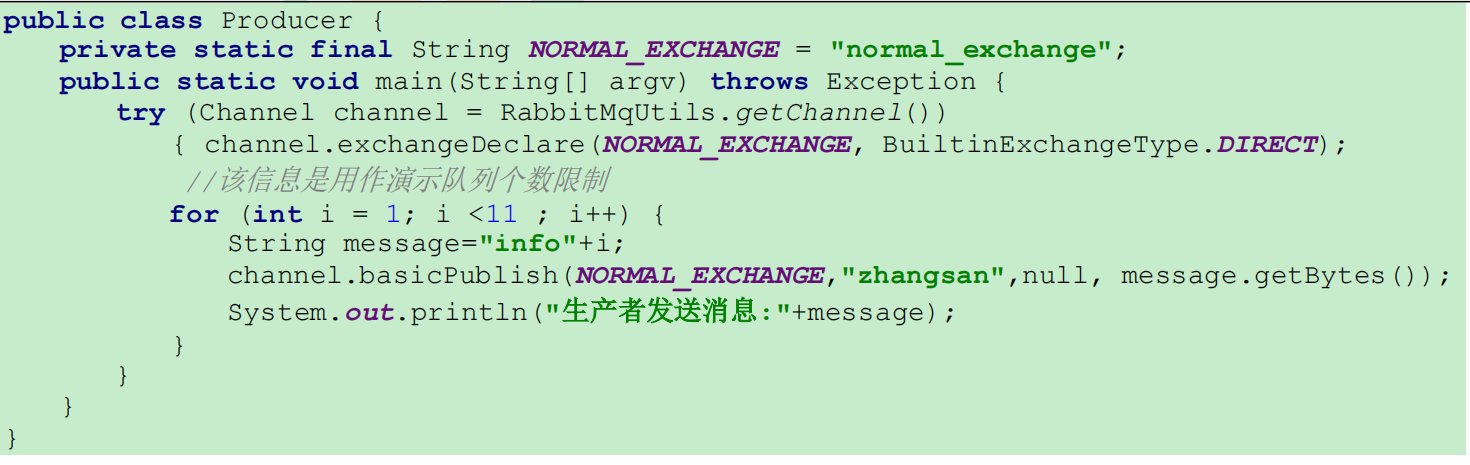 public class Producer {
    private static final String NORMAL_EXCHANGE = "normal_exchange";
    public static void main(String[] argv) throws Exception {
        try (Channel channel = RabbitMqUtils.getChannel())
            { channel.exchangeDeclare(NORMAL_EXCHANGE, BuiltinExchangeType.DIRECT);
            //该信息是用作演示队列个数限制
            for (int i = 1; i <11 ; i++) {
                String message="info"+i;
                channel.basicPublish(NORMAL_EXCHANGE,"zhangsan",null, message.getBytes());
                System.out.println("生产者发送消息:"+message);
            }
        }
    }
}